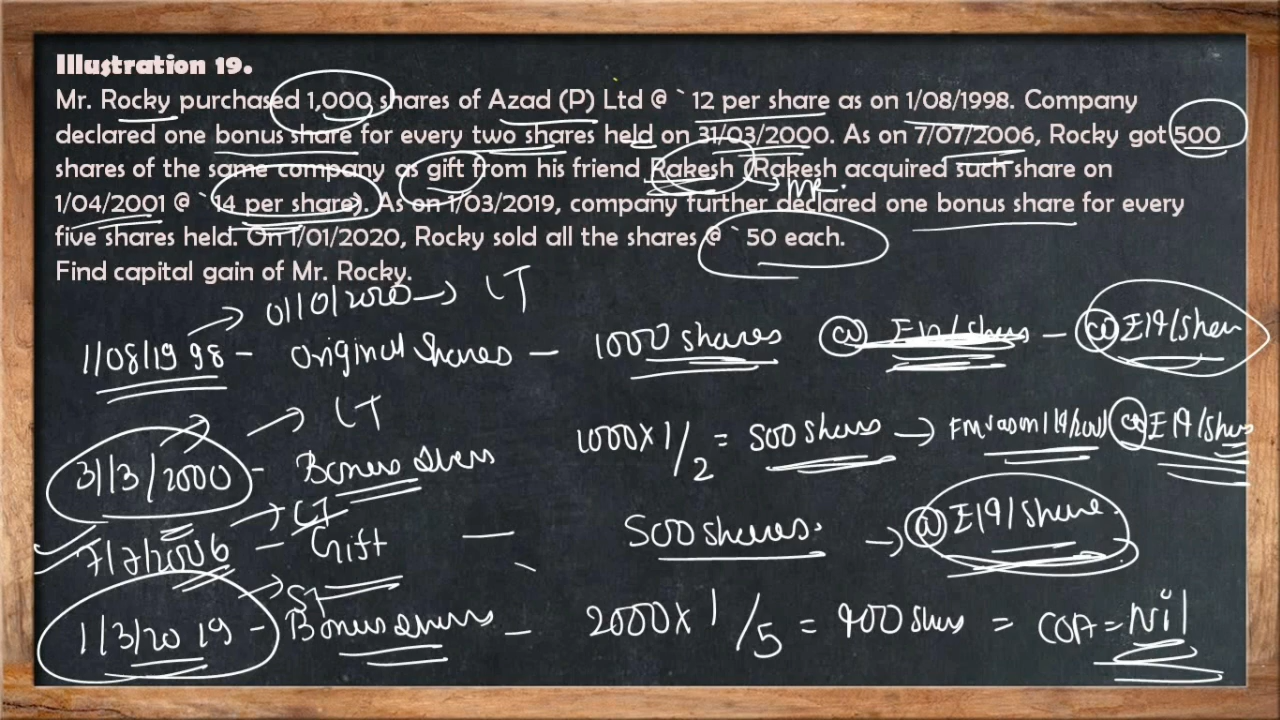 Illustration 19.
Mr. Rocky purchased 1,000 shares of Azad (P) Ltd @ ` 12 per share as on 1/08/1998. Company
declared one bonus share for every two shares held on 31/03/2000. As on 7/07/2006, Rocky got 500
shares of the same company as gift from his friend Rakesh (Rakesh acquired such share on
1/04/2001 @ ` 14 per share). As on 1/03/2019, company further declared one bonus share for every
five shares held. On 1/01/2020, Rocky sold all the shares @ ` 50 each.
Find capital gain of Mr. Rocky.
→ LT
1/08/1998 - original shares - 1000 shares
→ LT
31/3/2000 - Bonus shares 1000 x 1/2 = 500 shares →
→ LT
7/7/2006 - Gift - 500 shares. →
→ ST
1/3/2019 - Bonus shares - 2000 x 1/5 = 400 shares = COA = Nil